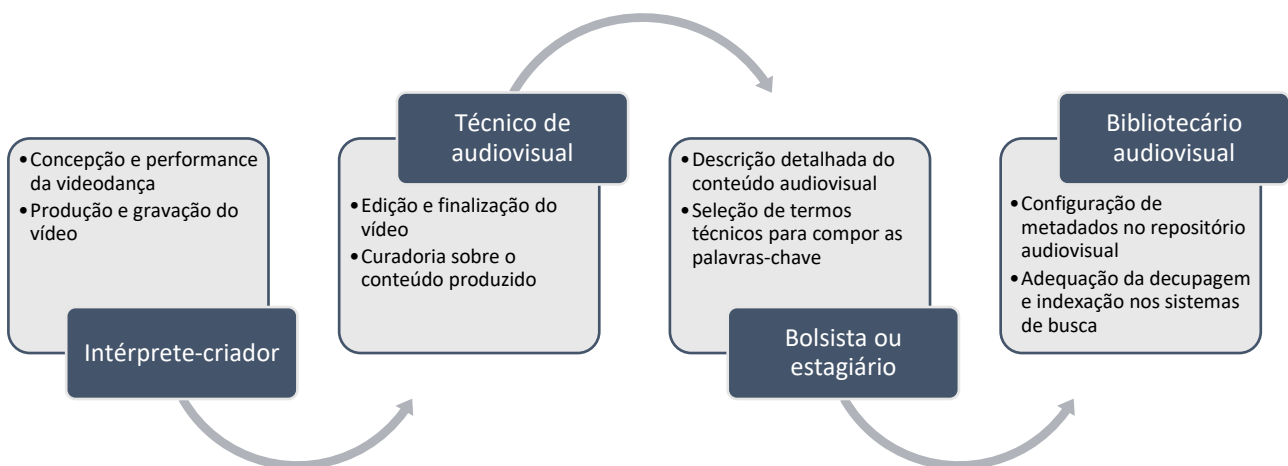 •Concepção e performance
da videodança
•Produção e gravação do
vídeo
Intérprete-criador
Técnico de
audiovisual
•Edição e finalização do
vídeo
•Curadoria sobre o
conteúdo produzido
•Descrição detalhada do
conteúdo audiovisual
•Seleção de termos
técnicos para compor as
palavras-chave
Bolsista ou
estagiário
Bibliotecário
audiovisual
•Configuração de
metadados no repositório
audiovisual
•Adequação da decupagem
e indexação nos sistemas
de busca